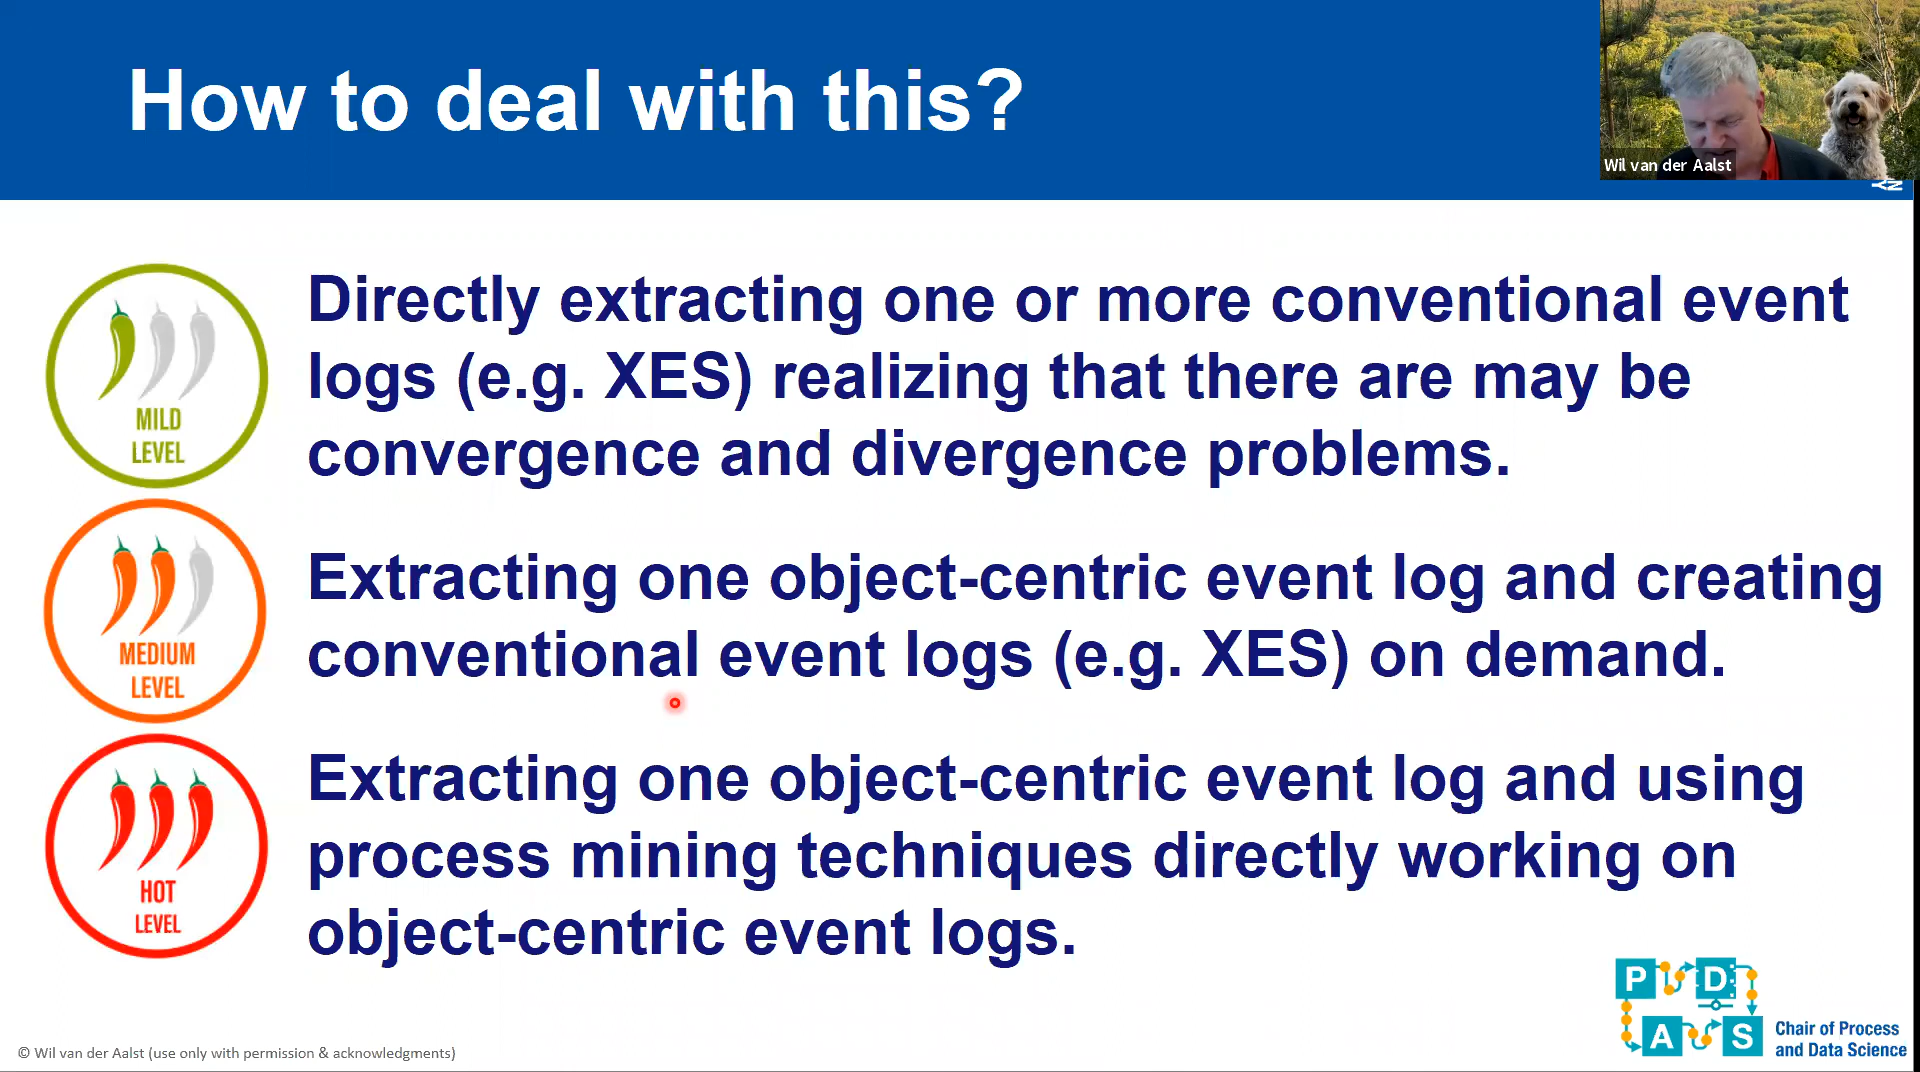 How to deal with this?
Wil van der Aalst
NY
MILD
LEVEL
Directly extracting one or more conventional event
logs (e.g. XES) realizing that there are may be
convergence and divergence problems.
MEDIUM
LEVEL
Extracting one object-centric event log and creating
conventional event logs (e.g. XES) on demand.
HOT
LEVEL
Extracting one object-centric event log and using
process mining techniques directly working on
object-centric event logs.
P D
A S
Chair of Process
and Data Science
© Wil van der Aalst (use only with permission & acknowledgments)